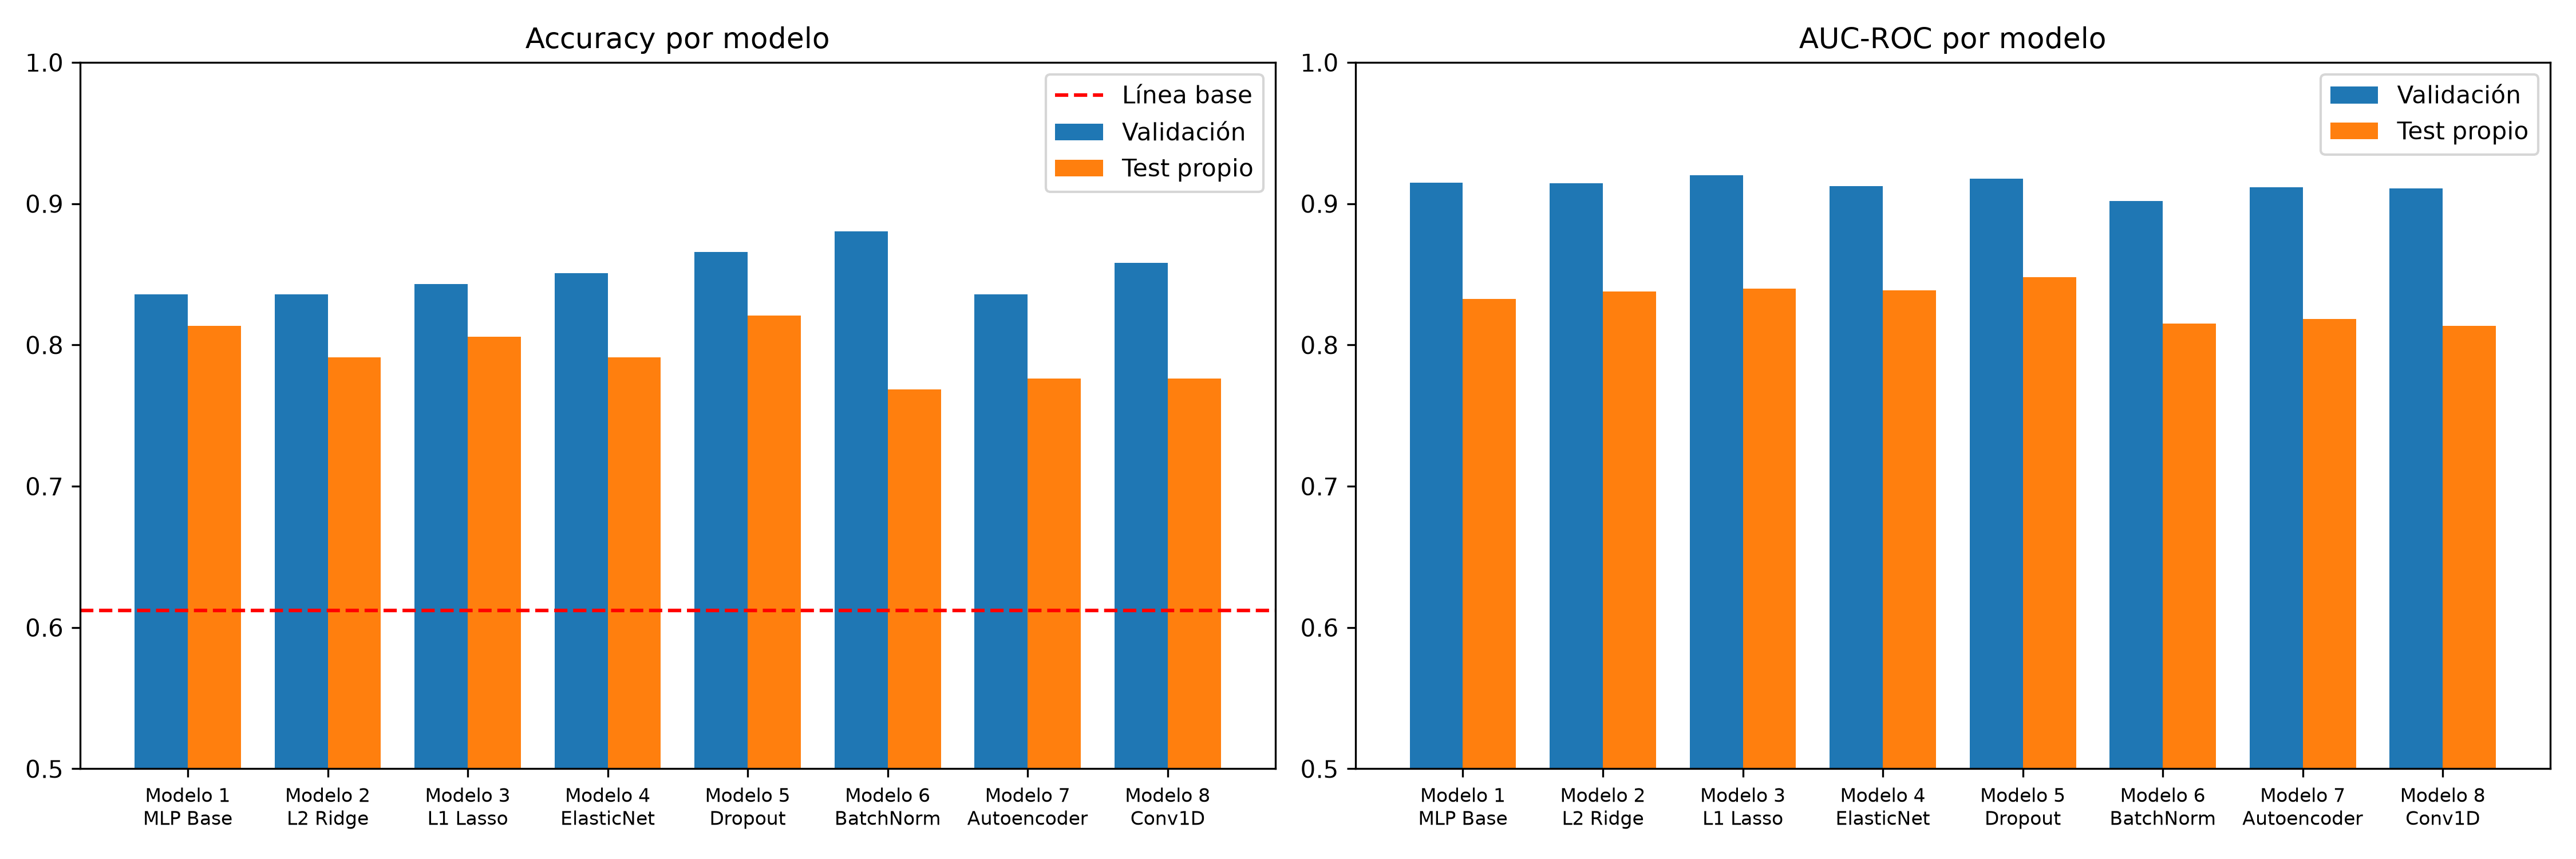 Accuracy por modelo
1.0
0.9
0.8
0.7
0.6
0.5
Línea base
Validación
Test propio
Modelo 1
MLP Base
Modelo 2
L2 Ridge
Modelo 3
L1 Lasso
Modelo 4
ElasticNet
Modelo 5
Dropout
Modelo 6
BatchNorm
Modelo 7
Autoencoder
Modelo 8
Conv1D
AUC-ROC por modelo
1.0
0.9
0.8
0.7
0.6
0.5
Validación
Test propio
Modelo 1
MLP Base
Modelo 2
L2 Ridge
Modelo 3
L1 Lasso
Modelo 4
ElasticNet
Modelo 5
Dropout
Modelo 6
BatchNorm
Modelo 7
Autoencoder
Modelo 8
Conv1D